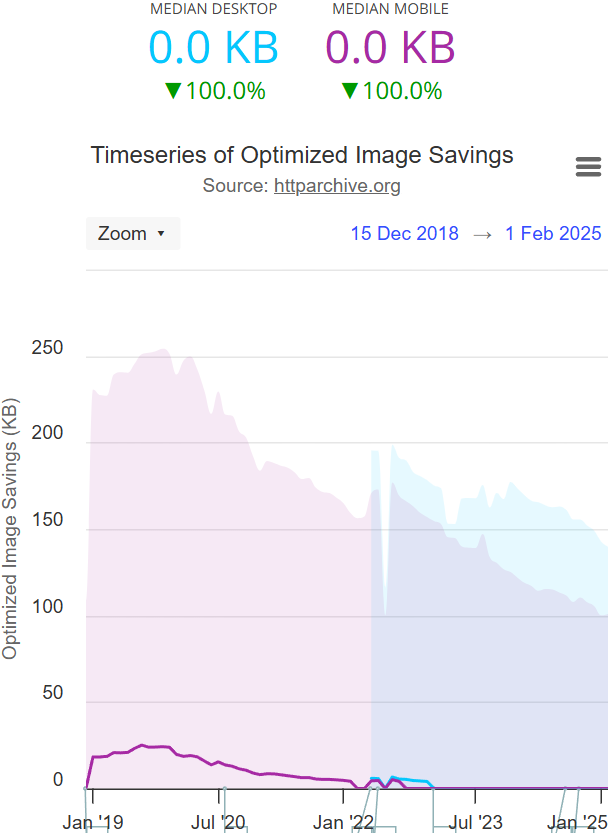 MEDIAN DESKTOP MEDIAN MOBILE
0.0 KB 0.0 KB
▼100.0% ▼100.0%
Timeseries of Optimized Image Savings
Source: httparchive.org
Zoom ▼ 15 Dec 2018 → 1 Feb 2025
Optimized Image Savings (KB)
250
200
150
100
50
0
Jan '19 Jul '20 Jan '22 Jul '23 Jan '25